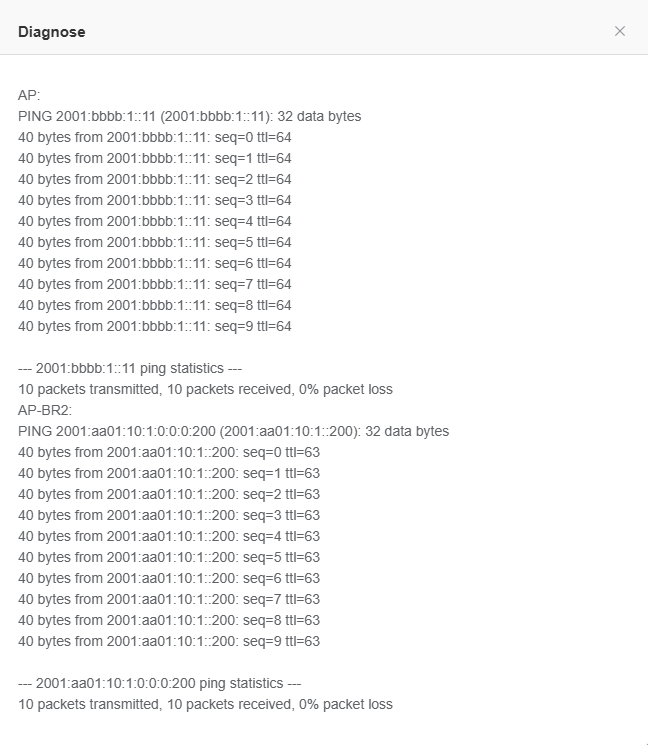 Diagnose
AP:
PING 2001:bbbb:1::11 (2001:bbbb:1::11): 32 data bytes
40 bytes from 2001:bbbb:1::11: seq=0 ttl=64
40 bytes from 2001:bbbb:1::11: seq=1 ttl=64
40 bytes from 2001:bbbb:1::11: seq=2 ttl=64
40 bytes from 2001:bbbb:1::11: seq=3 ttl=64
40 bytes from 2001:bbbb:1::11: seq=4 ttl=64
40 bytes from 2001:bbbb:1::11: seq=5 ttl=64
40 bytes from 2001:bbbb:1::11: seq=6 ttl=64
40 bytes from 2001:bbbb:1::11: seq=7 ttl=64
40 bytes from 2001:bbbb:1::11: seq=8 ttl=64
40 bytes from 2001:bbbb:1::11: seq=9 ttl=64
--- 2001:bbbb:1::11 ping statistics ---
10 packets transmitted, 10 packets received, 0% packet loss
AP-BR2:
PING 2001:aa01:10:1:0:0:0:200 (2001:aa01:10:1::200): 32 data bytes
40 bytes from 2001:aa01:10:1::200: seq=0 ttl=63
40 bytes from 2001:aa01:10:1::200: seq=1 ttl=63
40 bytes from 2001:aa01:10:1::200: seq=2 ttl=63
40 bytes from 2001:aa01:10:1::200: seq=3 ttl=63
40 bytes from 2001:aa01:10:1::200: seq=4 ttl=63
40 bytes from 2001:aa01:10:1::200: seq=5 ttl=63
40 bytes from 2001:aa01:10:1::200: seq=6 ttl=63
40 bytes from 2001:aa01:10:1::200: seq=7 ttl=63
40 bytes from 2001:aa01:10:1::200: seq=8 ttl=63
40 bytes from 2001:aa01:10:1::200: seq=9 ttl=63
--- 2001:aa01:10:1:0:0:0:200 ping statistics ---
10 packets transmitted, 10 packets received, 0% packet loss